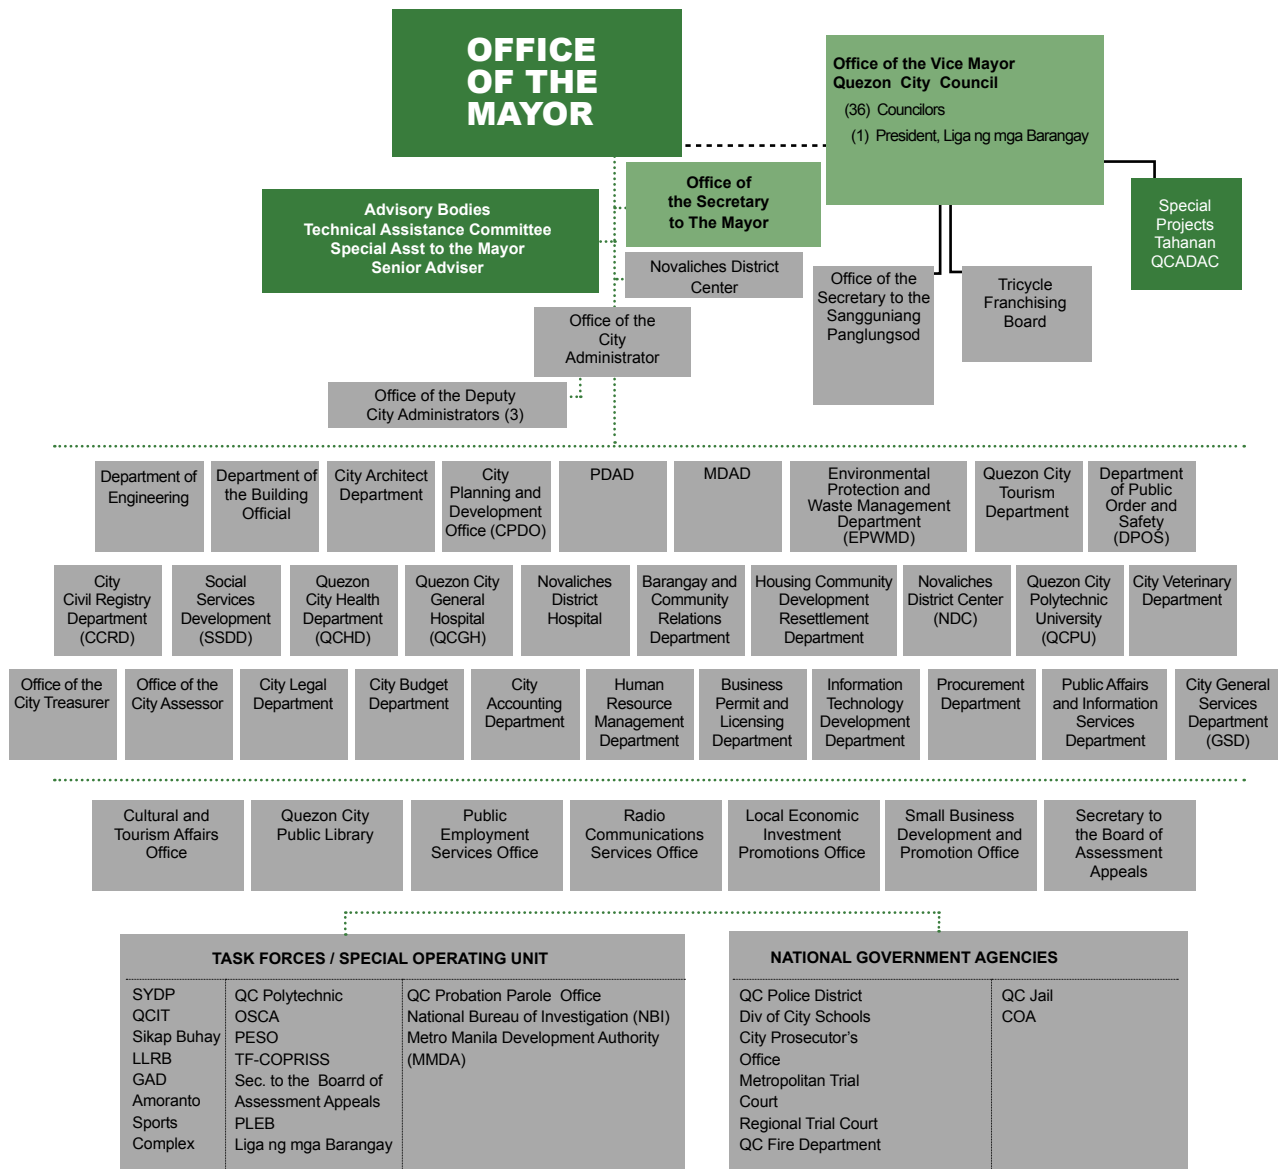 OFFICE
OF THE
MAYOR
Office of the Vice Mayor
Quezon City Council
(36) Councilors
(1) President, Liga ng mga Barangay
Office of
the Secretary
to The Mayor
Advisory Bodies
Technical Assistance Committee
Special Asst to the Mayor
Senior Adviser
Special
Projects
Tahanan
QCADAC
Novaliches District
Center
Office of the
Secretary to the
Sangguniang
Panglungsod
Tricycle
Franchising
Board
Office of the
City
Administrator
Office of the Deputy
City Administrators (3)
Department of
Engineering
Department of
the Building
Official
City Architect
Department
City
Planning and
Development
Office (CPDO)
PDAD
MDAD
Environmental
Protection and
Waste Management
Department
(EPWMD)
Quezon City
Tourism
Department
Department
of Public
Order and
Safety
(DPOS)
City
Civil Registry
Department
(CCRD)
Social
Services
Development
(SSDD)
Quezon
City Health
Department
(QCHD)
Quezon City
General
Hospital
(QCGH)
Novaliches
District
Hospital
Barangay and
Community
Relations
Department
Housing Community
Development
Resettlement
Department
Novaliches
District Center
(NDC)
Quezon City
Polytechnic
University
(QCPU)
City Veterinary
Department
Office of the
City Treasurer
Office of the
City Assessor
City Legal
Department
City Budget
Department
City
Accounting
Department
Human
Resource
Management
Department
Business
Permit and
Licensing
Department
Information
Technology
Development
Department
Procurement
Department
Public Affairs
and Information
Services
Department
City General
Services
Department
(GSD)
Cultural and
Tourism Affairs
Office
Quezon City
Public Library
Public
Employment
Services Office
Radio
Communications
Services Office
Local Economic
Investment
Promotions Office
Small Business
Development and
Promotion Office
Secretary to
the Board of
Assessment
Appeals
TASK FORCES / SPECIAL OPERATING UNIT
SYDP
QCIT
Sikap Buhay
LLRB
GAD
Amoranto
Sports
Complex
QC Polytechnic
OSCA
PESO
TF-COPRISS
Sec. to the Boarrd of
Assessment Appeals
PLEB
Liga ng mga Barangay
QC Probation Parole Office
National Bureau of Investigation (NBI)
Metro Manila Development Authority
(MMDA)
NATIONAL GOVERNMENT AGENCIES
QC Police District
Div of City Schools
City Prosecutor's
Office
Metropolitan Trial
Court
Regional Trial Court
QC Fire Department
QC Jail
COA